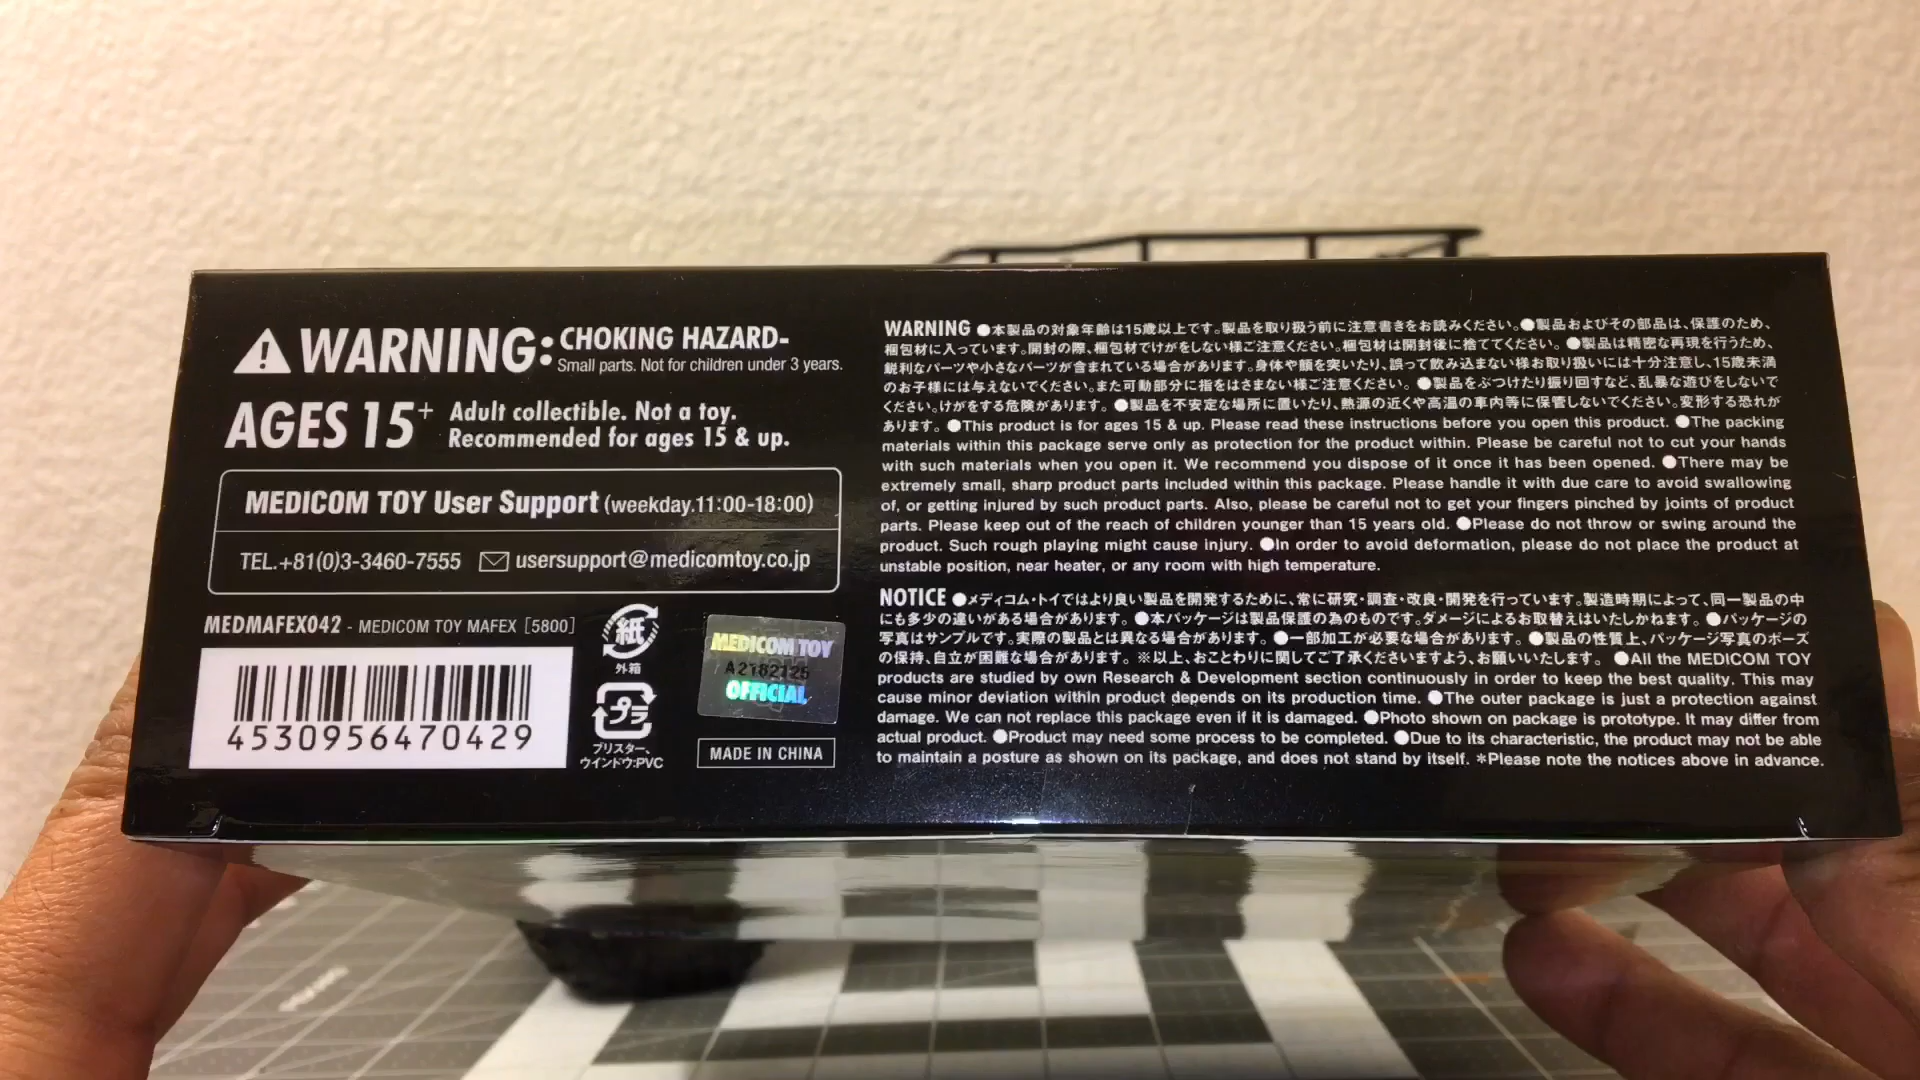 WARNING: CHOKING HAZARD-
Small parts. Not for children under 3 years.
AGES 15+ Adult collectible. Not a toy.
Recommended for ages 15 & up.
MEDICOM TOY User Support (weekday.11:00-18:00)
TEL.+81(0)3-3460-7555 usersupport@medicomtoy.co.jp
MEDMAFEX042 - MEDICOM TOY MAFEX [5800]
4530956470429
紙
外箱
プラ
ブリスター、
ウインドウ:PVC
MEDICOM TOY
A2182125
OFFICIAL
MADE IN CHINA
WARNING ●本製品の対象年齢は15歳以上です。製品を取り扱う前に注意書きをお読みください。●製品およびその部品は、保護のため、
梱包材に入っています。開封の際、梱包材でけがをしない様ご注意ください。梱包材は開封後に捨ててください。 ●製品は精密な再現を行うため、
鋭利なパーツや小さなパーツが含まれている場合があります。身体や顔を突いたり、誤って飲み込まない様お取り扱いには十分注意し、15歳未満
のお子様には与えないでください。また可動部分に指をはさまない様ご注意ください。 ●製品をぶつけたり振り回すなど、乱暴な遊びをしないで
ください。けがをする危険があります。 ●製品を不安定な場所に置いたり、熱源の近くや高温の車内等に保管しないでください。変形する恐れが
あります。 ●This product is for ages 15 & up. Please read these instructions before you open this product. ●The packing
materials within this package serve only as protection for the product within. Please be careful not to cut your hands
with such materials when you open it. We recommend you dispose of it once it has been opened. ●There may be
extremely small, sharp product parts included within this package. Please handle it with due care to avoid swallowing
of, or getting injured by such product parts. Also, please be careful not to get your fingers pinched by joints of product
parts. Please keep out of the reach of children younger than 15 years old. ●Please do not throw or swing around the
product. Such rough playing might cause injury. ●In order to avoid deformation, please do not place the product at
unstable position, near heater, or any room with high temperature.
NOTICE ●メディコム・トイではより良い製品を開発するために、常に研究・調査・改良・開発を行っています。製造時期によって、同一製品の中
にも多少の違いがある場合があります。 ●本パッケージは製品保護の為のものです。ダメージによるお取替えはいたしかねます。 ●パッケージの
写真はサンプルです。実際の製品とは異なる場合があります。 ●一部加工が必要な場合があります。 ●製品の性質上、パッケージ写真のポーズ
の保持、自立が困難な場合があります。 ※以上、おことわりに関してご了承くださいますよう、お願いいたします。 ●All the MEDICOM TOY
products are studied by own Research & Development section continuously in order to keep the best quality. This may
cause minor deviation within product depends on its production time. ●The outer package is just a protection against
damage. We can not replace this package even if it is damaged. ●Photo shown on package is prototype. It may differ from
actual product. ●Product may need some process to be completed. ●Due to its characteristic, the product may not be able
to maintain a posture as shown on its package, and does not stand by itself. *Please note the notices above in advance.